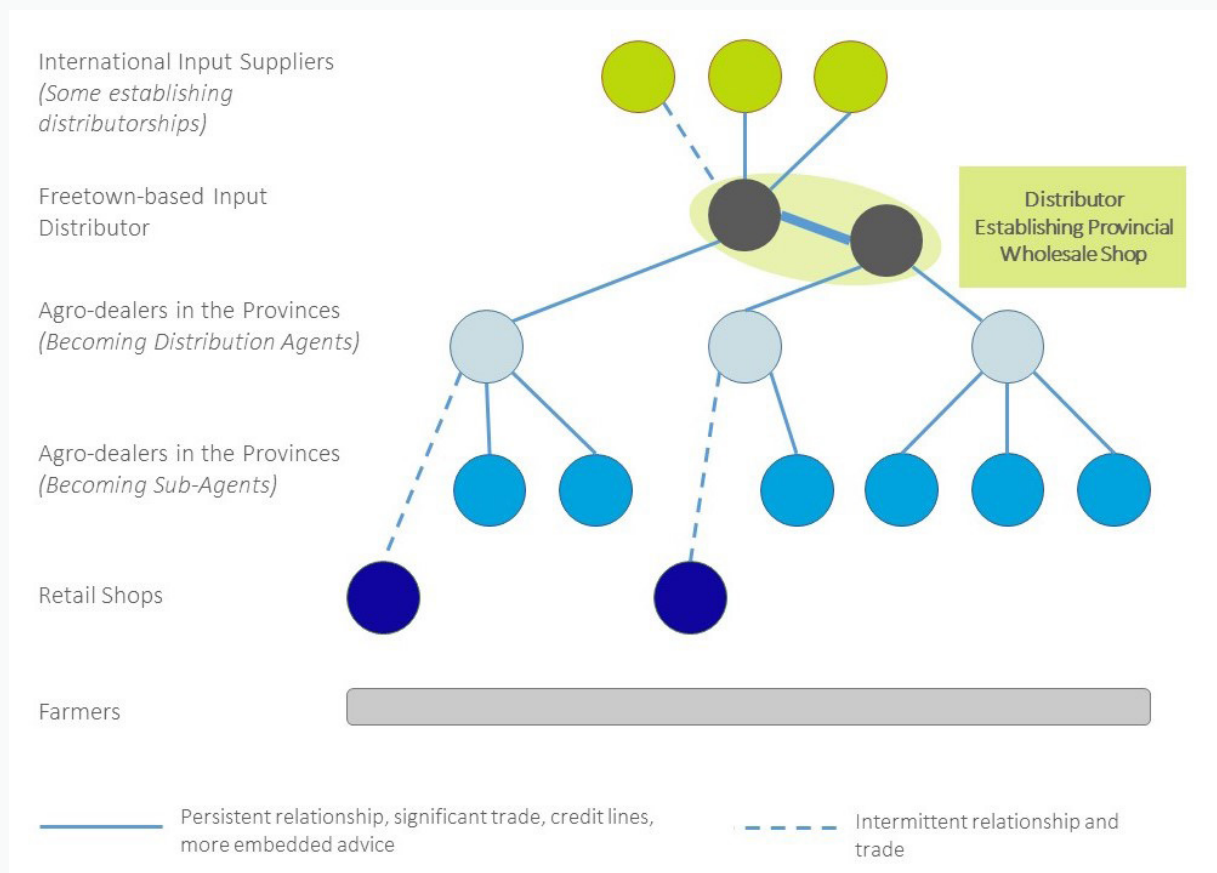 International Input Suppliers
(Some establishing
distributorships)
Freetown-based Input
Distributor
Distributor
Establishing Provincial
Wholesale Shop
Agro-dealers in the Provinces
(Becoming Distribution Agents)
Agro-dealers in the Provinces
(Becoming Sub-Agents)
Retail Shops
Farmers
Persistent relationship, significant trade, credit lines,
more embedded advice
Intermittent relationship and
trade